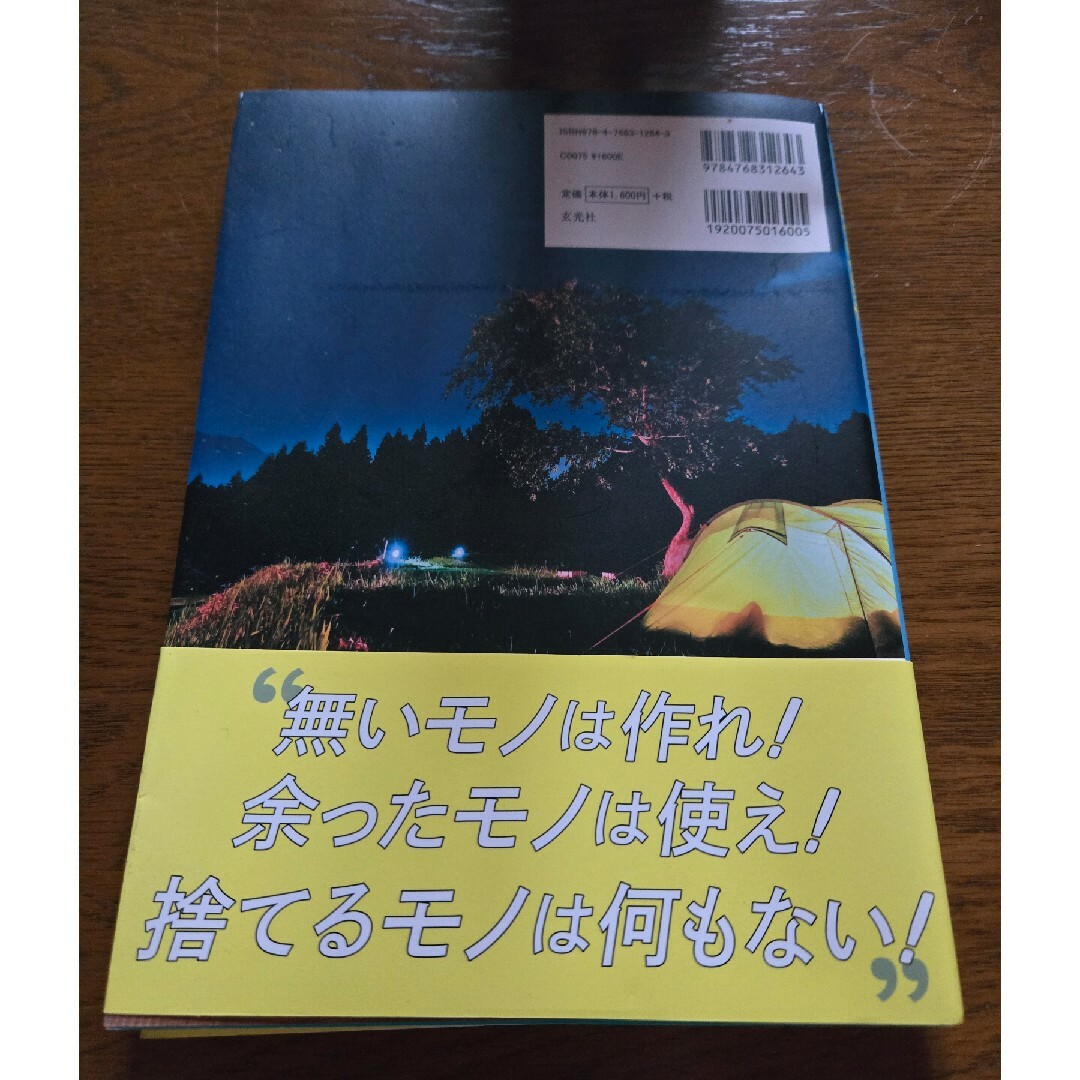 ISBN978-4-7683-1264-3
C0075 ¥1600E
9784768312643
定価 本体1,600円 +税
玄光社
1920075016005
“無いモノは作れ!
余ったモノは使え!
捨てるモノは何もない!”